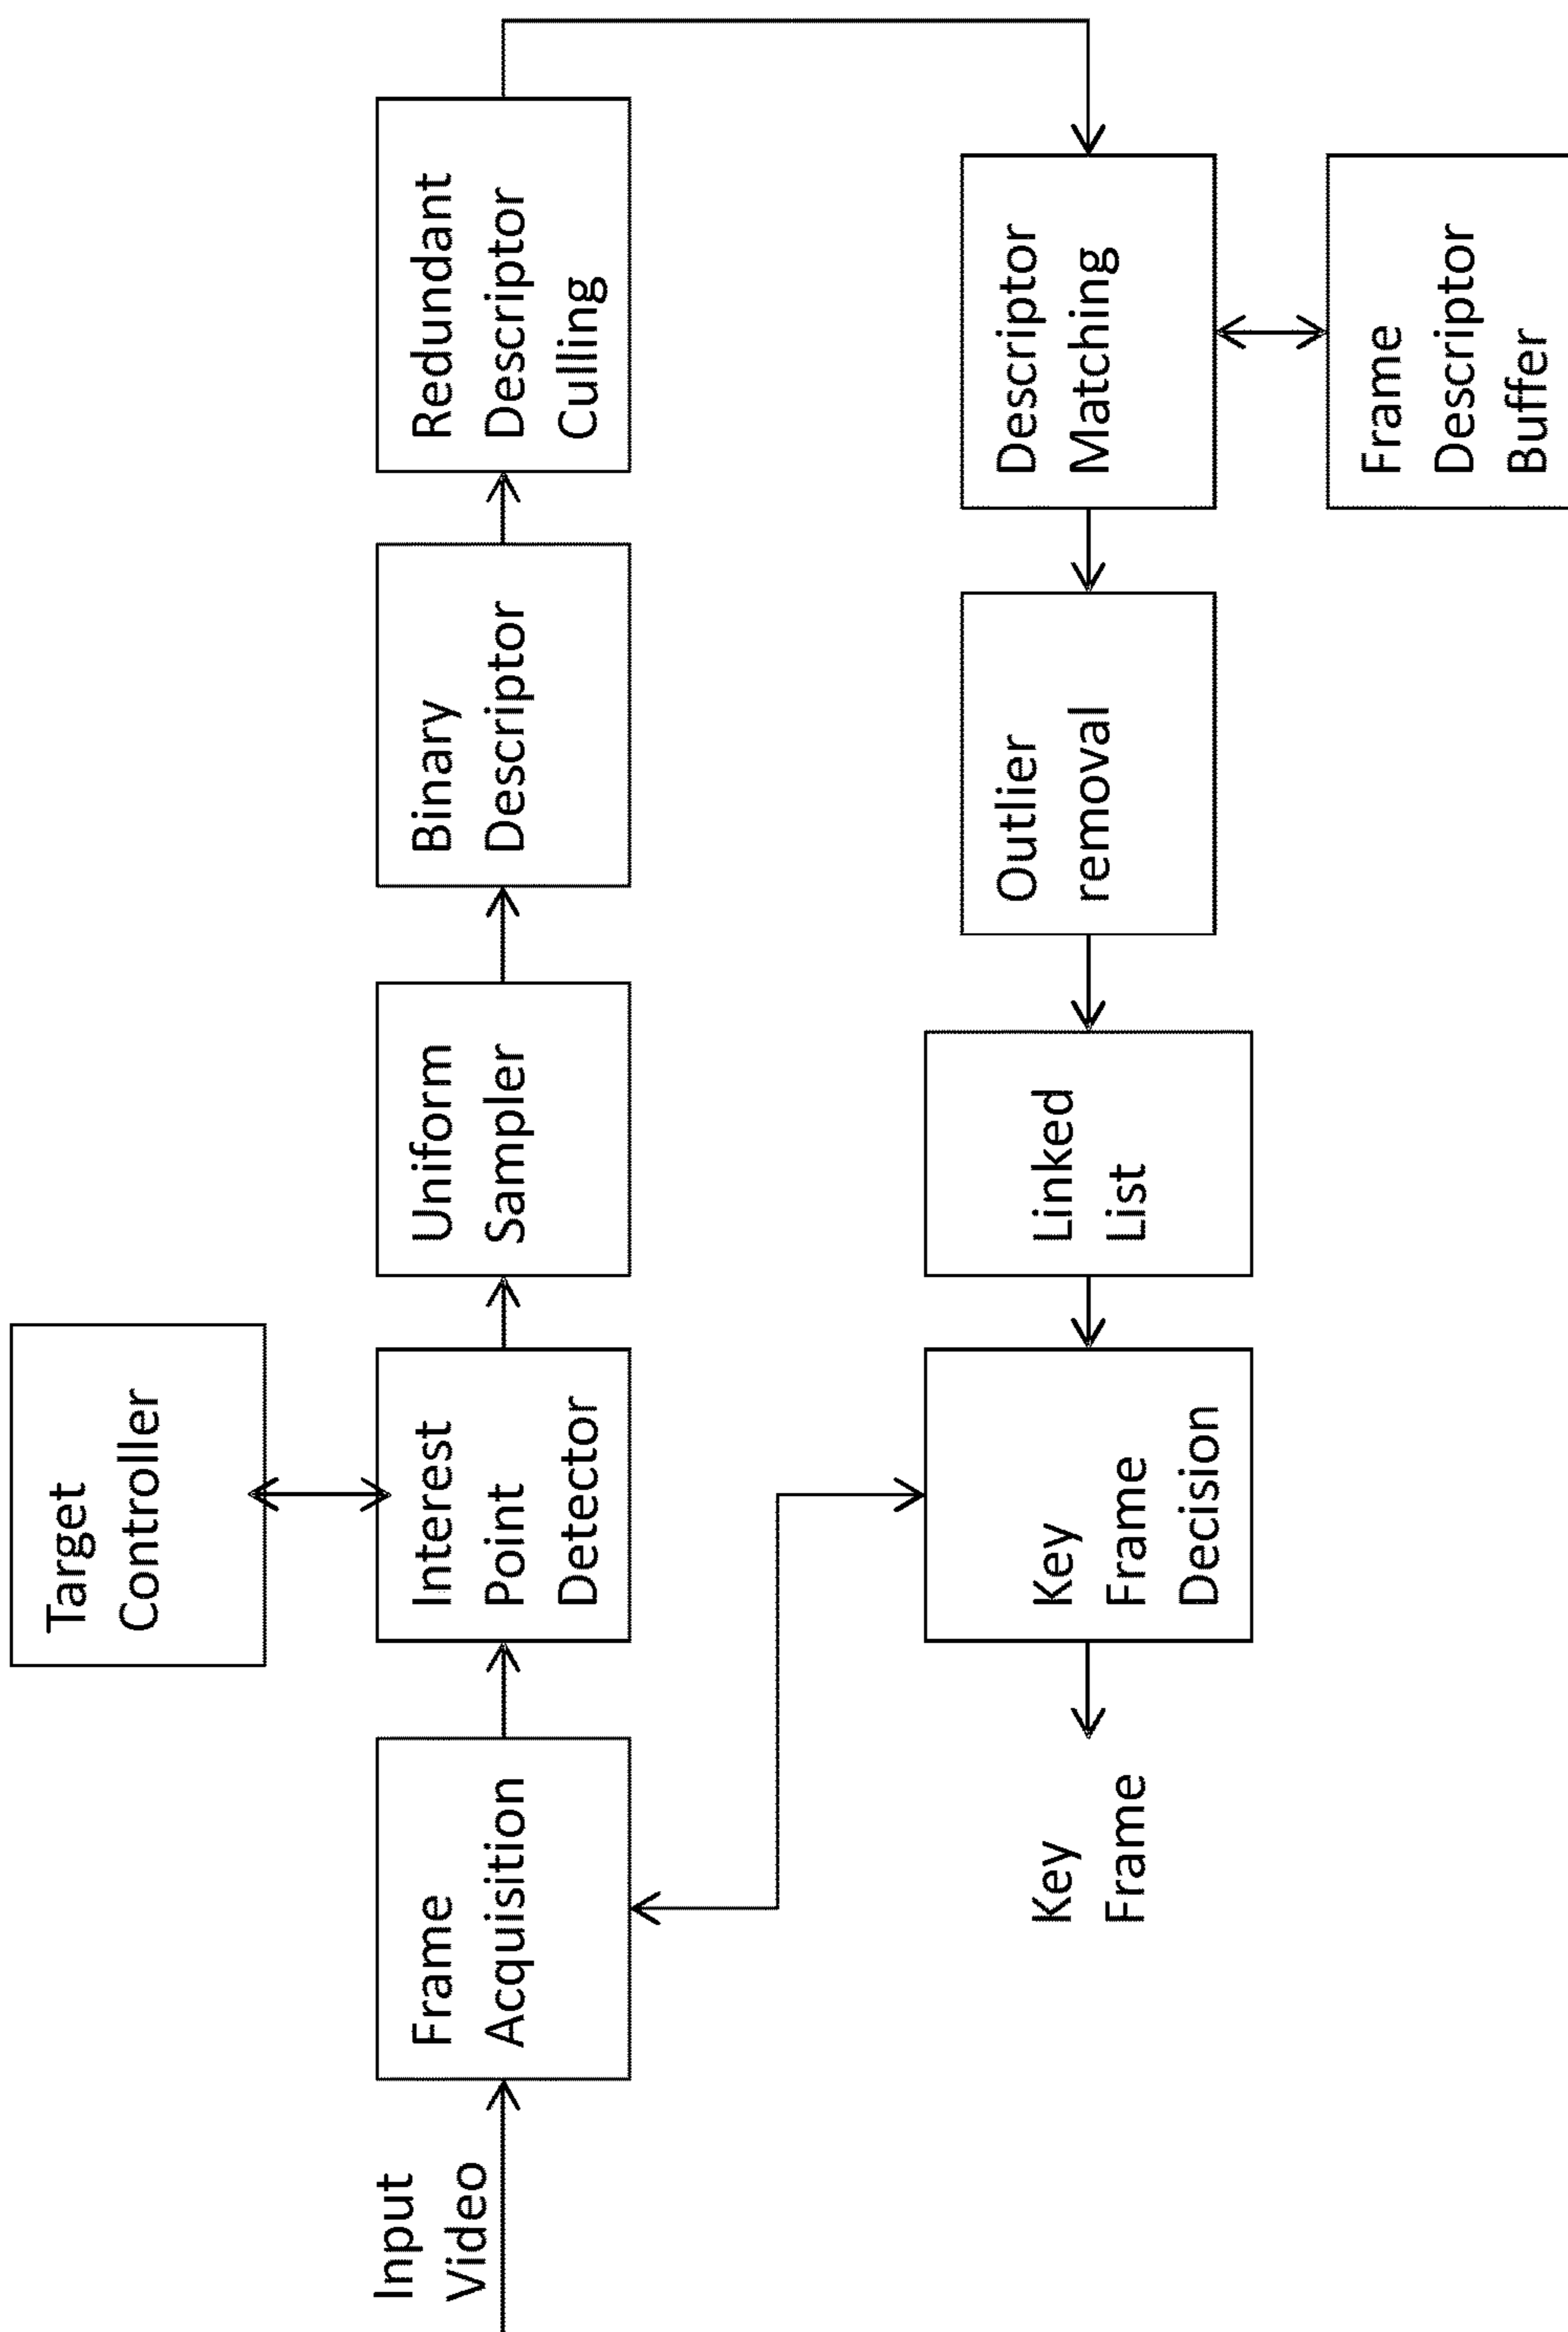 Target
Controller
Input
Video
Frame
Acquisition
Interest
Point
Detector
Uniform
Sampler
Binary
Descriptor
Redundant
Descriptor
Culling
Key
Frame
Key
Frame
Decision
Linked
List
Outlier
removal
Descriptor
Matching
Frame
Descriptor
Buffer